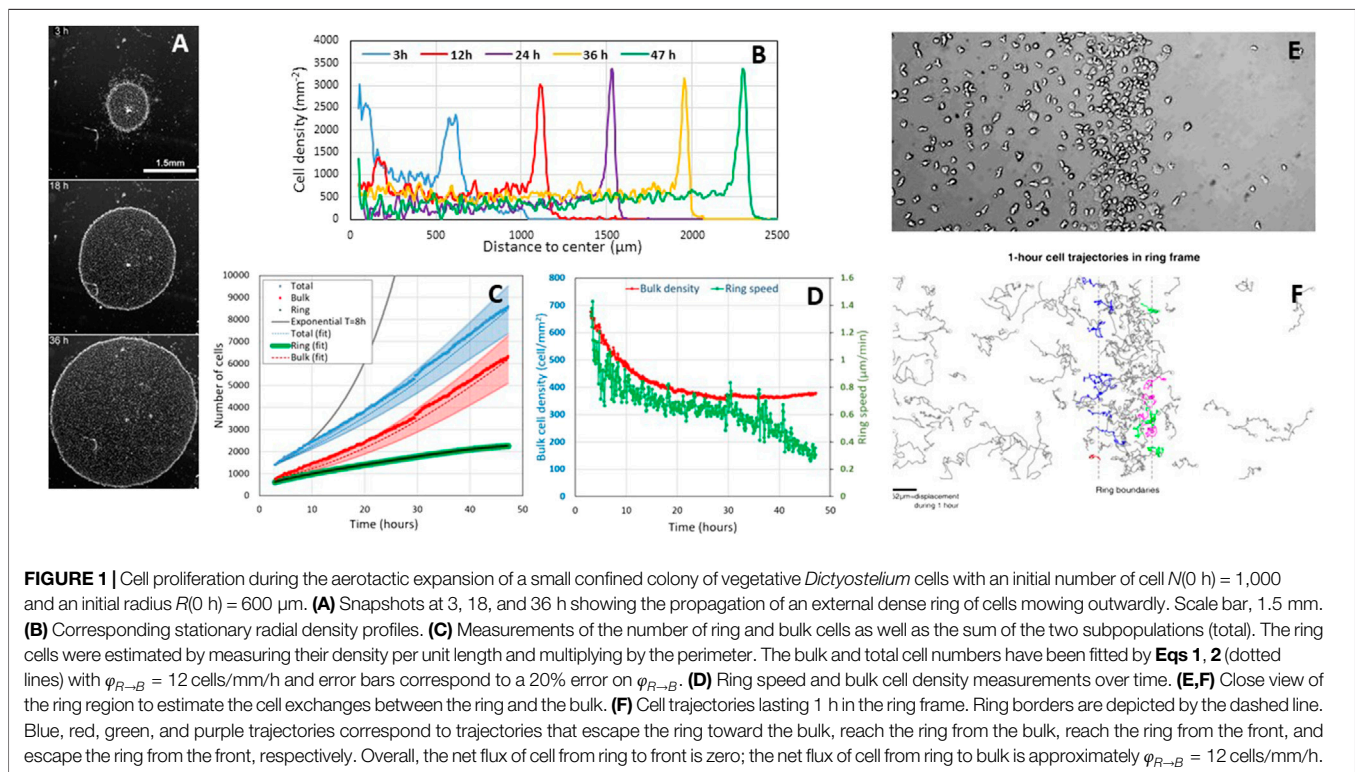 3 h
A
1.5mm
18 h
36 h
B
3h 12h 24 h 36 h 47 h
Cell density (mm⁻²)
4000
3500
3000
2500
2000
1500
1000
500
0
0 500 1000 1500 2000 2500
Distance to center (µm)
C
Number of cells
10000
9000
8000
7000
6000
5000
4000
3000
2000
1000
0
Total
Bulk
Ring
Exponential T=8h
Total (fit)
Ring (fit)
Bulk (fit)
0 10 20 30 40 50
Time (hours)
D
Bulk density Ring speed
Bulk cell density (cell/mm²)
800
700
600
500
400
300
200
100
0
Ring speed (µm/min)
1.6
1.4
1.2
1
0.8
0.6
0.4
0.2
0
0 10 20 30 40 50
Time (hours)
E
1-hour cell trajectories in ring frame
F
Ring boundaries
52µm=displacement
during 1 hour
FIGURE 1 | Cell proliferation during the aerotactic expansion of a small confined colony of vegetative Dictyostelium cells with an initial number of cell N(0 h) = 1,000
and an initial radius R(0 h) = 600 µm. (A) Snapshots at 3, 18, and 36 h showing the propagation of an external dense ring of cells mowing outwardly. Scale bar, 1.5 mm.
(B) Corresponding stationary radial density profiles. (C) Measurements of the number of ring and bulk cells as well as the sum of the two subpopulations (total). The ring
cells were estimated by measuring their density per unit length and multiplying by the perimeter. The bulk and total cell numbers have been fitted by Eqs 1, 2 (dotted
lines) with φR→B = 12 cells/mm/h and error bars correspond to a 20% error on φR→B. (D) Ring speed and bulk cell density measurements over time. (E,F) Close view of
the ring region to estimate the cell exchanges between the ring and the bulk. (F) Cell trajectories lasting 1 h in the ring frame. Ring borders are depicted by the dashed line.
Blue, red, green, and purple trajectories correspond to trajectories that escape the ring toward the bulk, reach the ring from the bulk, reach the ring from the front, and
escape the ring from the front, respectively. Overall, the net flux of cell from ring to front is zero; the net flux of cell from ring to bulk is approximately φR→B = 12 cells/mm/h.